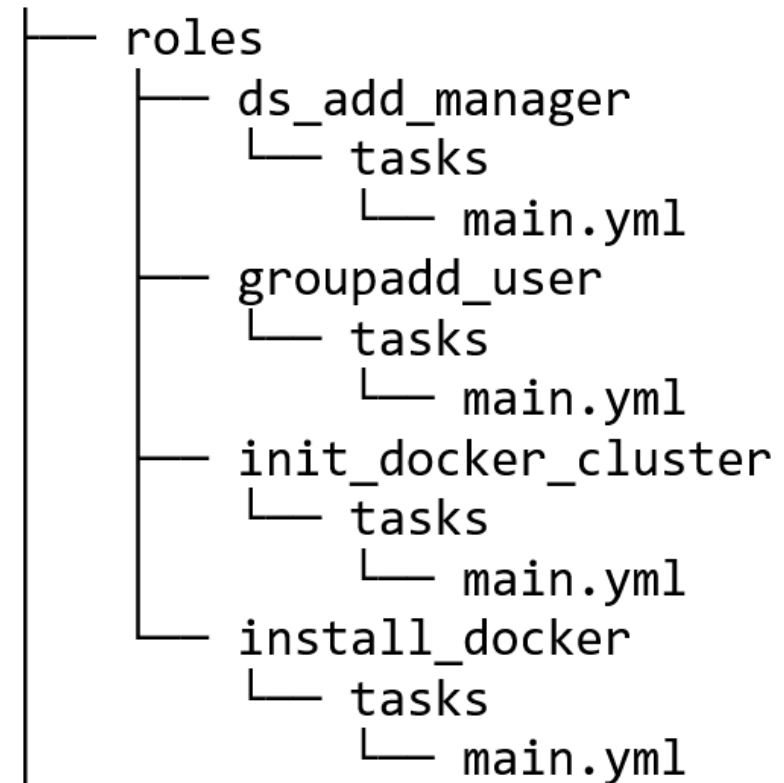 ├── roles
│   ├── ds_add_manager
│   │   └── tasks
│   │       └── main.yml
│   ├── groupadd_user
│   │   └── tasks
│   │       └── main.yml
│   ├── init_docker_cluster
│   │   └── tasks
│   │       └── main.yml
│   └── install_docker
│       └── tasks
│           └── main.yml